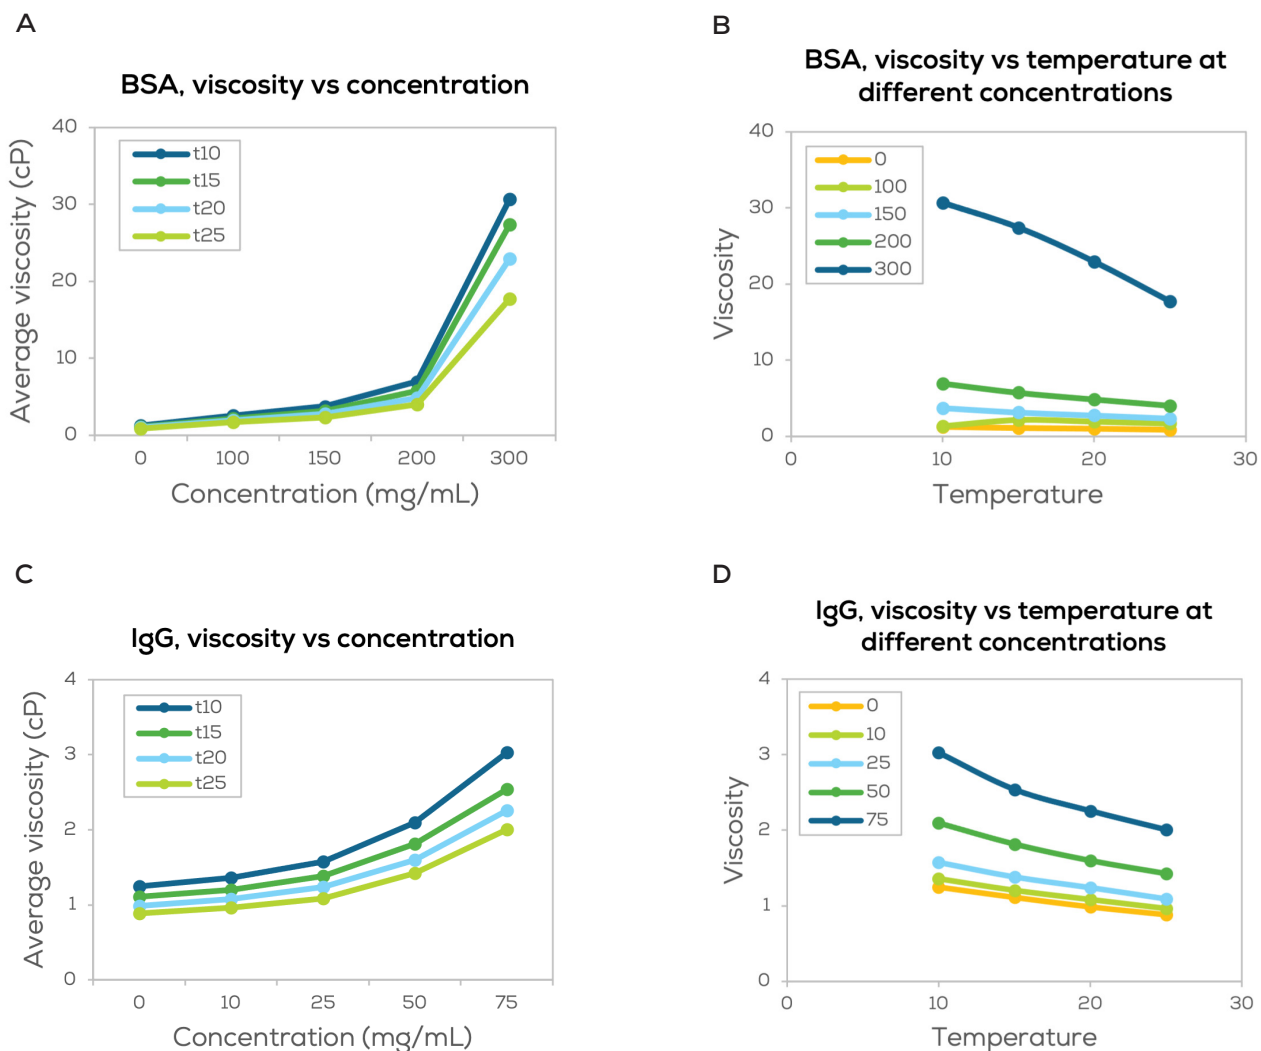 A
BSA, viscosity vs concentration
Average viscosity (cP)
40
30
20
10
0
t10
t15
t20
t25
0 100 150 200 300
Concentration (mg/mL)
B
BSA, viscosity vs temperature at
different concentrations
Viscosity
40
30
20
10
0
0
100
150
200
300
0 10 20 30
Temperature
C
IgG, viscosity vs concentration
Average viscosity (cP)
4
3
2
1
0
t10
t15
t20
t25
0 10 25 50 75
Concentration (mg/mL)
D
IgG, viscosity vs temperature at
different concentrations
Viscosity
4
3
2
1
0
0
10
25
50
75
0 10 20 30
Temperature